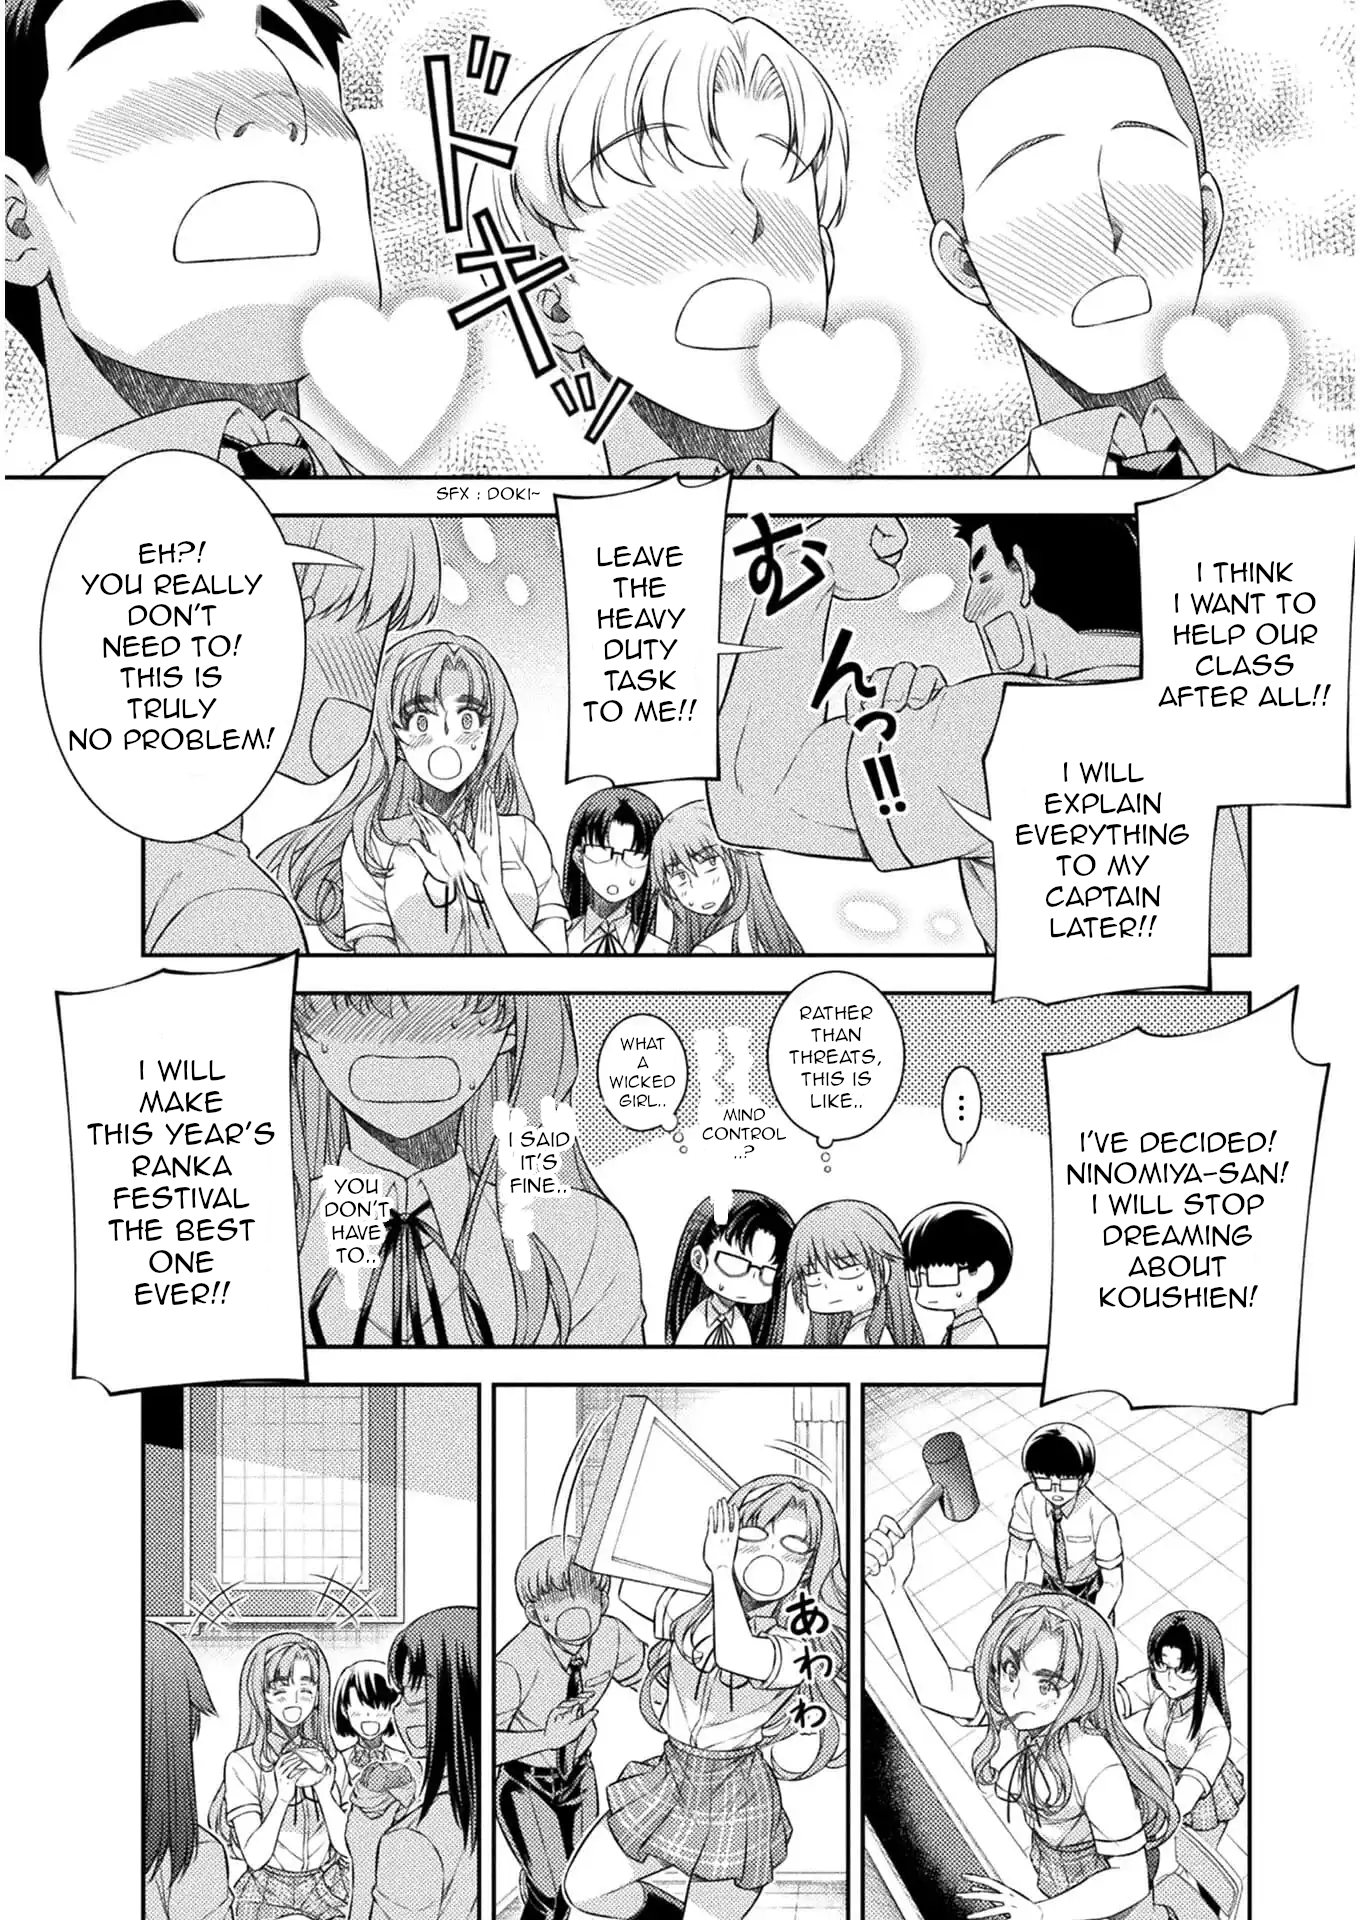 ドキッ
SFX : DOKI~
I THINK
I WANT TO
HELP OUR
CLASS
AFTER ALL!!
I WILL
EXPLAIN
EVERYTHING
TO MY
CAPTAIN
LATER!!
むんっ!!
LEAVE
THE
HEAVY
DUTY
TASK
TO ME!!
EH?!
YOU REALLY
DON'T
NEED TO!
THIS IS
TRULY
NO PROBLEM!
I'VE DECIDED!
NINOMIYA-SAN!
I WILL STOP
DREAMING
ABOUT
KOUSHIEN!
...
RATHER
THAN
THREATS,
THIS IS
LIKE..
MIND
CONTROL
..?
WHAT
A
WICKED
GIRL..
I SAID
IT'S
FINE..
YOU
DON'T
HAVE
TO..
I WILL
MAKE
THIS YEAR'S
RANKA
FESTIVAL
THE BEST
ONE
EVER!!
あわわわ